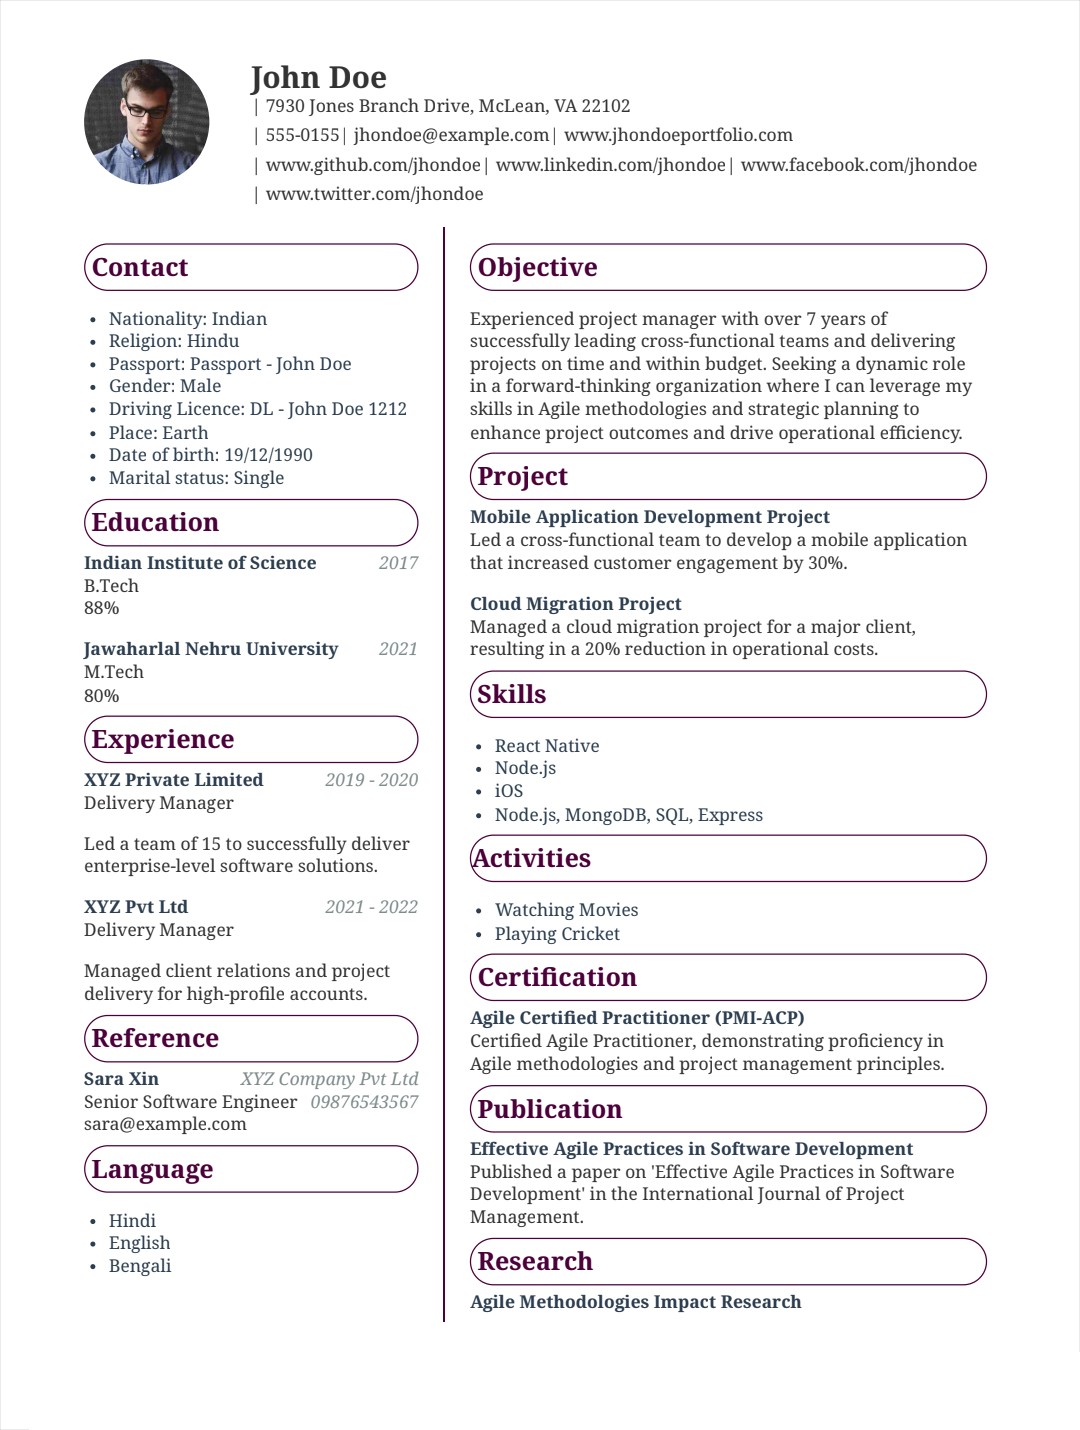 John Doe
| 7930 Jones Branch Drive, McLean, VA 22102
| 555-0155| jhondoe@example.com| www.jhondoeportfolio.com
| www.github.com/jhondoe| www.linkedin.com/jhondoe| www.facebook.com/jhondoe
| www.twitter.com/jhondoe
Contact
• Nationality: Indian
• Religion: Hindu
• Passport: Passport - John Doe
• Gender: Male
• Driving Licence: DL - John Doe 1212
• Place: Earth
• Date of birth: 19/12/1990
• Marital status: Single
Education
Indian Institute of Science 2017
B.Tech
88%
Jawaharlal Nehru University 2021
M.Tech
80%
Experience
XYZ Private Limited 2019 - 2020
Delivery Manager
Led a team of 15 to successfully deliver
enterprise-level software solutions.
XYZ Pvt Ltd 2021 - 2022
Delivery Manager
Managed client relations and project
delivery for high-profile accounts.
Reference
Sara Xin XYZ Company Pvt Ltd
Senior Software Engineer 09876543567
sara@example.com
Language
• Hindi
• English
• Bengali
Objective
Experienced project manager with over 7 years of
successfully leading cross-functional teams and delivering
projects on time and within budget. Seeking a dynamic role
in a forward-thinking organization where I can leverage my
skills in Agile methodologies and strategic planning to
enhance project outcomes and drive operational efficiency.
Project
Mobile Application Development Project
Led a cross-functional team to develop a mobile application
that increased customer engagement by 30%.
Cloud Migration Project
Managed a cloud migration project for a major client,
resulting in a 20% reduction in operational costs.
Skills
• React Native
• Node.js
• iOS
• Node.js, MongoDB, SQL, Express
Activities
• Watching Movies
• Playing Cricket
Certification
Agile Certified Practitioner (PMI-ACP)
Certified Agile Practitioner, demonstrating proficiency in
Agile methodologies and project management principles.
Publication
Effective Agile Practices in Software Development
Published a paper on 'Effective Agile Practices in Software
Development' in the International Journal of Project
Management.
Research
Agile Methodologies Impact Research